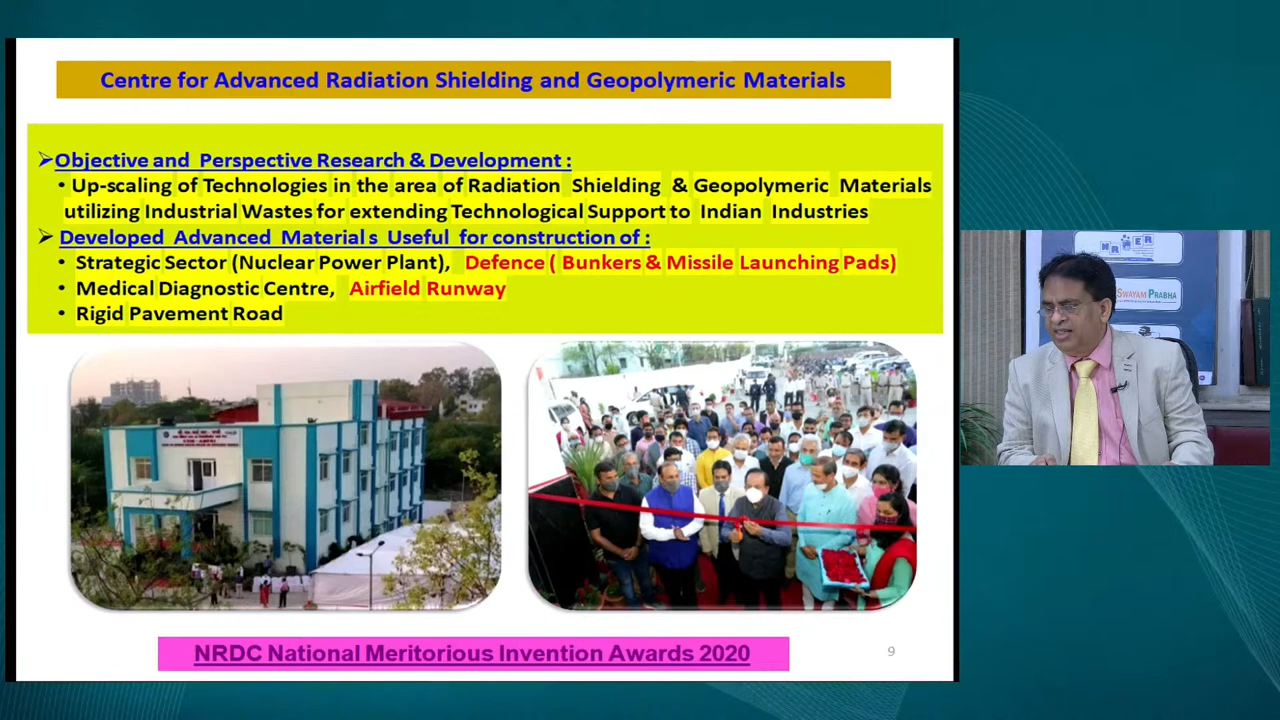 Centre for Advanced Radiation Shielding and Geopolymeric Materials
➢Objective and Perspective Research & Development :
• Up-scaling of Technologies in the area of Radiation Shielding & Geopolymeric Materials
utilizing Industrial Wastes for extending Technological Support to Indian Industries
➢ Developed Advanced Material s Useful for construction of :
• Strategic Sector (Nuclear Power Plant), Defence ( Bunkers & Missile Launching Pads)
• Medical Diagnostic Centre, Airfield Runway
• Rigid Pavement Road
SWAYAM PRABHA
NRDC National Meritorious Invention Awards 2020
9